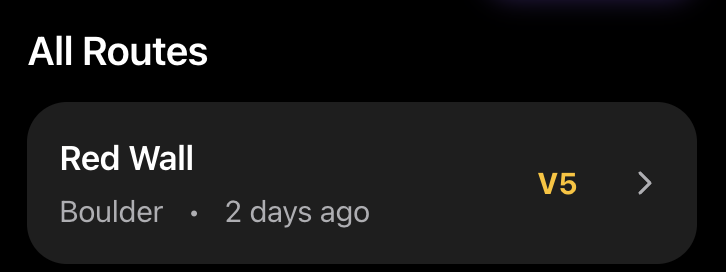 All Routes
Red Wall
V5
Boulder • 2 days ago